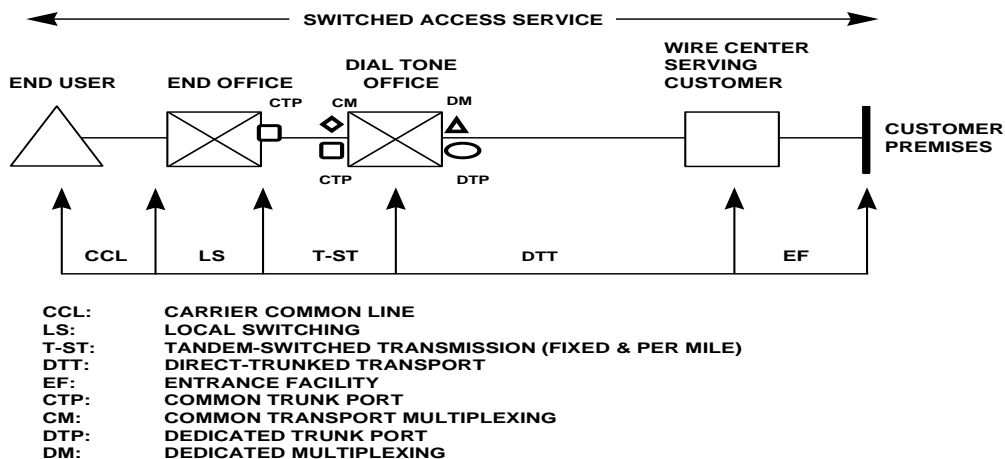 SWITCHED ACCESS SERVICE
WIRE CENTER
SERVING
CUSTOMER
DIAL TONE
OFFICE
END USER
END OFFICE
CTP
CM
DM
CUSTOMER
PREMISES
CTP
DTP
CCL
LS
T-ST
DTT
EF
CCL: CARRIER COMMON LINE
LS: LOCAL SWITCHING
T-ST: TANDEM-SWITCHED TRANSMISSION (FIXED & PER MILE)
DTT: DIRECT-TRUNKED TRANSPORT
EF: ENTRANCE FACILITY
CTP: COMMON TRUNK PORT
CM: COMMON TRANSPORT MULTIPLEXING
DTP: DEDICATED TRUNK PORT
DM: DEDICATED MULTIPLEXING